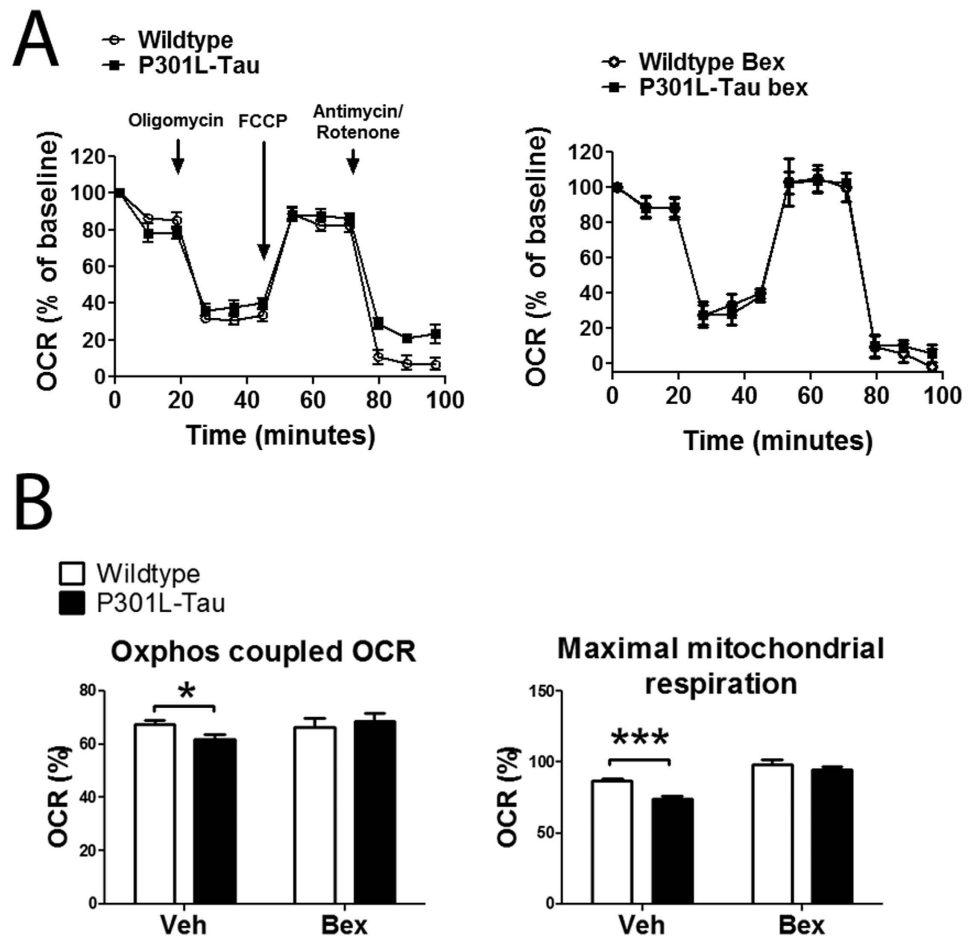 A
Wildtype
P301L-Tau
Oligomycin
FCCP
Antimycin/
Rotenone
OCR (% of baseline)
120
100
80
60
40
20
0
0 20 40 60 80 100
Time (minutes)
Wildtype Bex
P301L-Tau bex
OCR (% of baseline)
120
100
80
60
40
20
0
0 20 40 60 80 100
Time (minutes)
B
Wildtype
P301L-Tau
Oxphos coupled OCR
OCR (%)
80
60
40
20
0
*
Veh Bex
Maximal mitochondrial
respiration
OCR (%)
150
100
50
0
***
Veh Bex